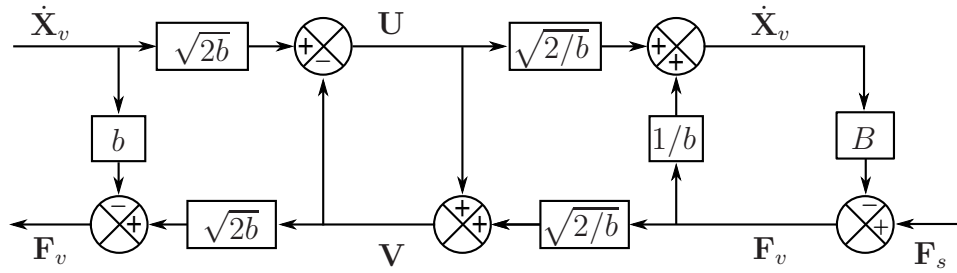 Ẋ_v √2b + − U √2/b + + Ẋ_v
b 1/b B
F_v − + √2b V + + √2/b F_v − + F_s